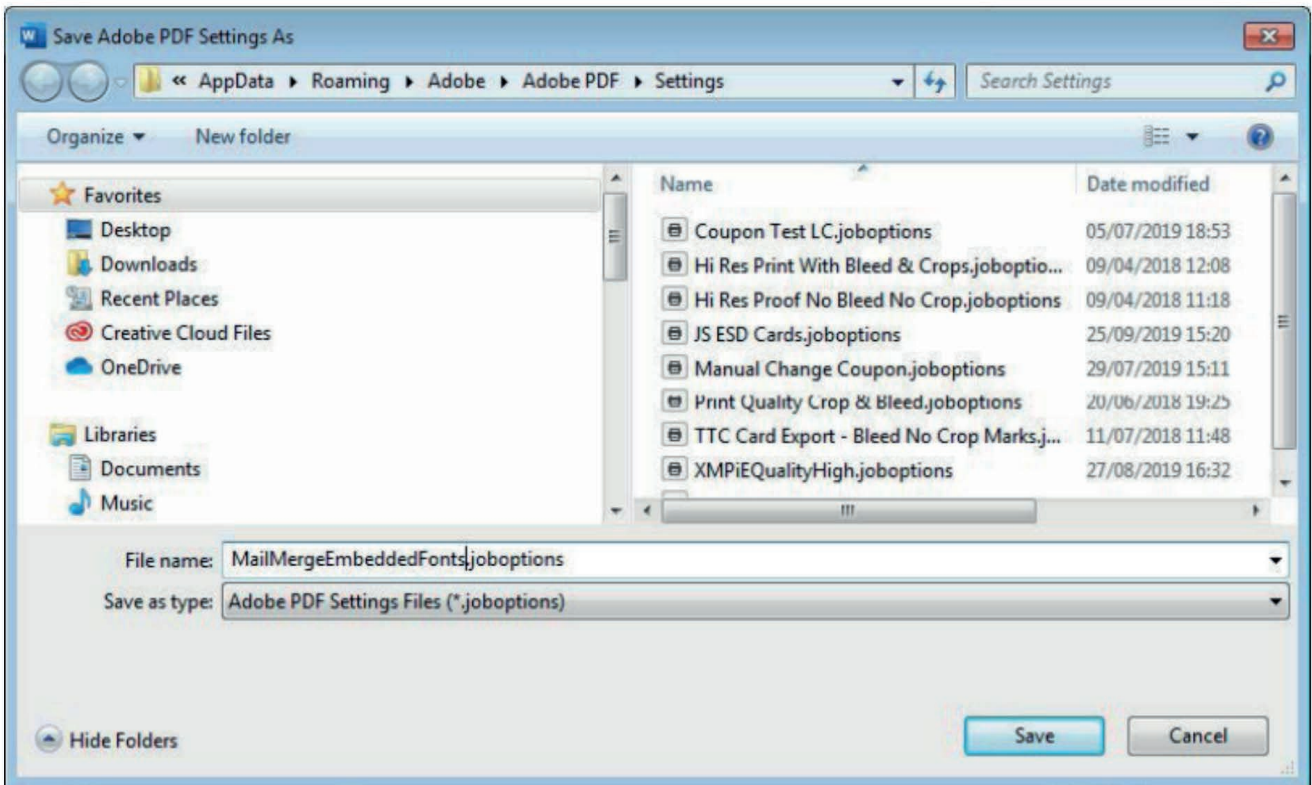 Save Adobe PDF Settings As
« AppData Roaming Adobe Adobe PDF Settings
Search Settings
Organize New folder
Name Date modified
Favorites
Desktop
Downloads
Recent Places
Creative Cloud Files
OneDrive
Libraries
Documents
Music
Coupon Test LC.joboptions 05/07/2019 18:53
Hi Res Print With Bleed & Crops.joboptio... 09/04/2018 12:08
Hi Res Proof No Bleed No Crop.joboptions 09/04/2018 11:18
JS ESD Cards.joboptions 25/09/2019 15:20
Manual Change Coupon.joboptions 29/07/2019 15:11
Print Quality Crop & Bleed.joboptions 20/06/2018 19:25
TTC Card Export - Bleed No Crop Marks.j... 11/07/2018 11:48
XMPiEQualityHigh.joboptions 27/08/2019 16:32
File name: MailMergeEmbeddedFonts.joboptions
Save as type: Adobe PDF Settings Files (*.joboptions)
Hide Folders
Save Cancel